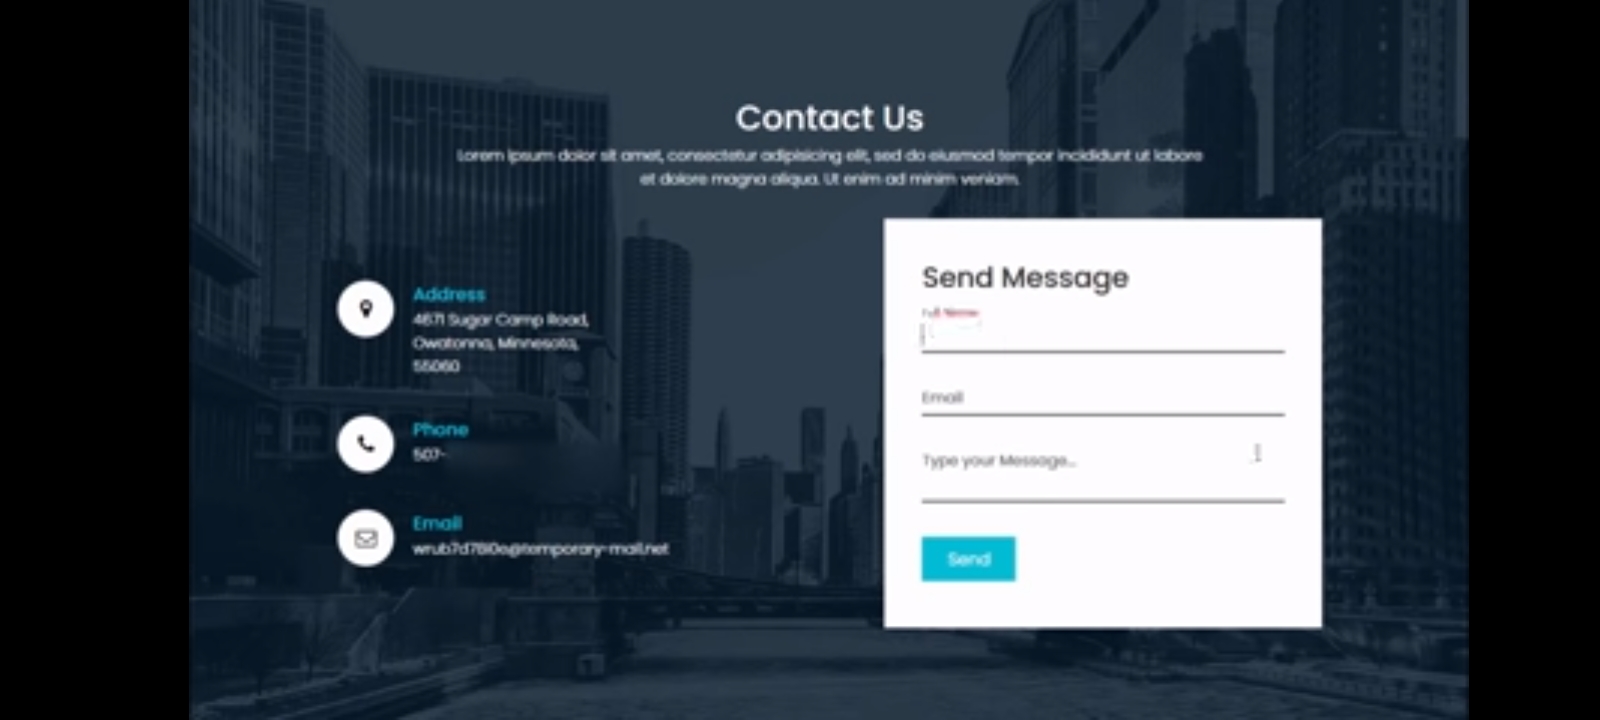 Contact Us
Lorem ipsum dolor sit amet, consectetur adipisicing elit, sed do eiusmod tempor incididunt ut labore
et dolore magna aliqua. Ut enim ad minim veniam.
Address
4671 Sugar Camp Road,
Owatonna, Minnesota,
55060
Phone
507-
Email
@temporary-mail.net
Send Message
Full Name
Email
Type your Message...
Send